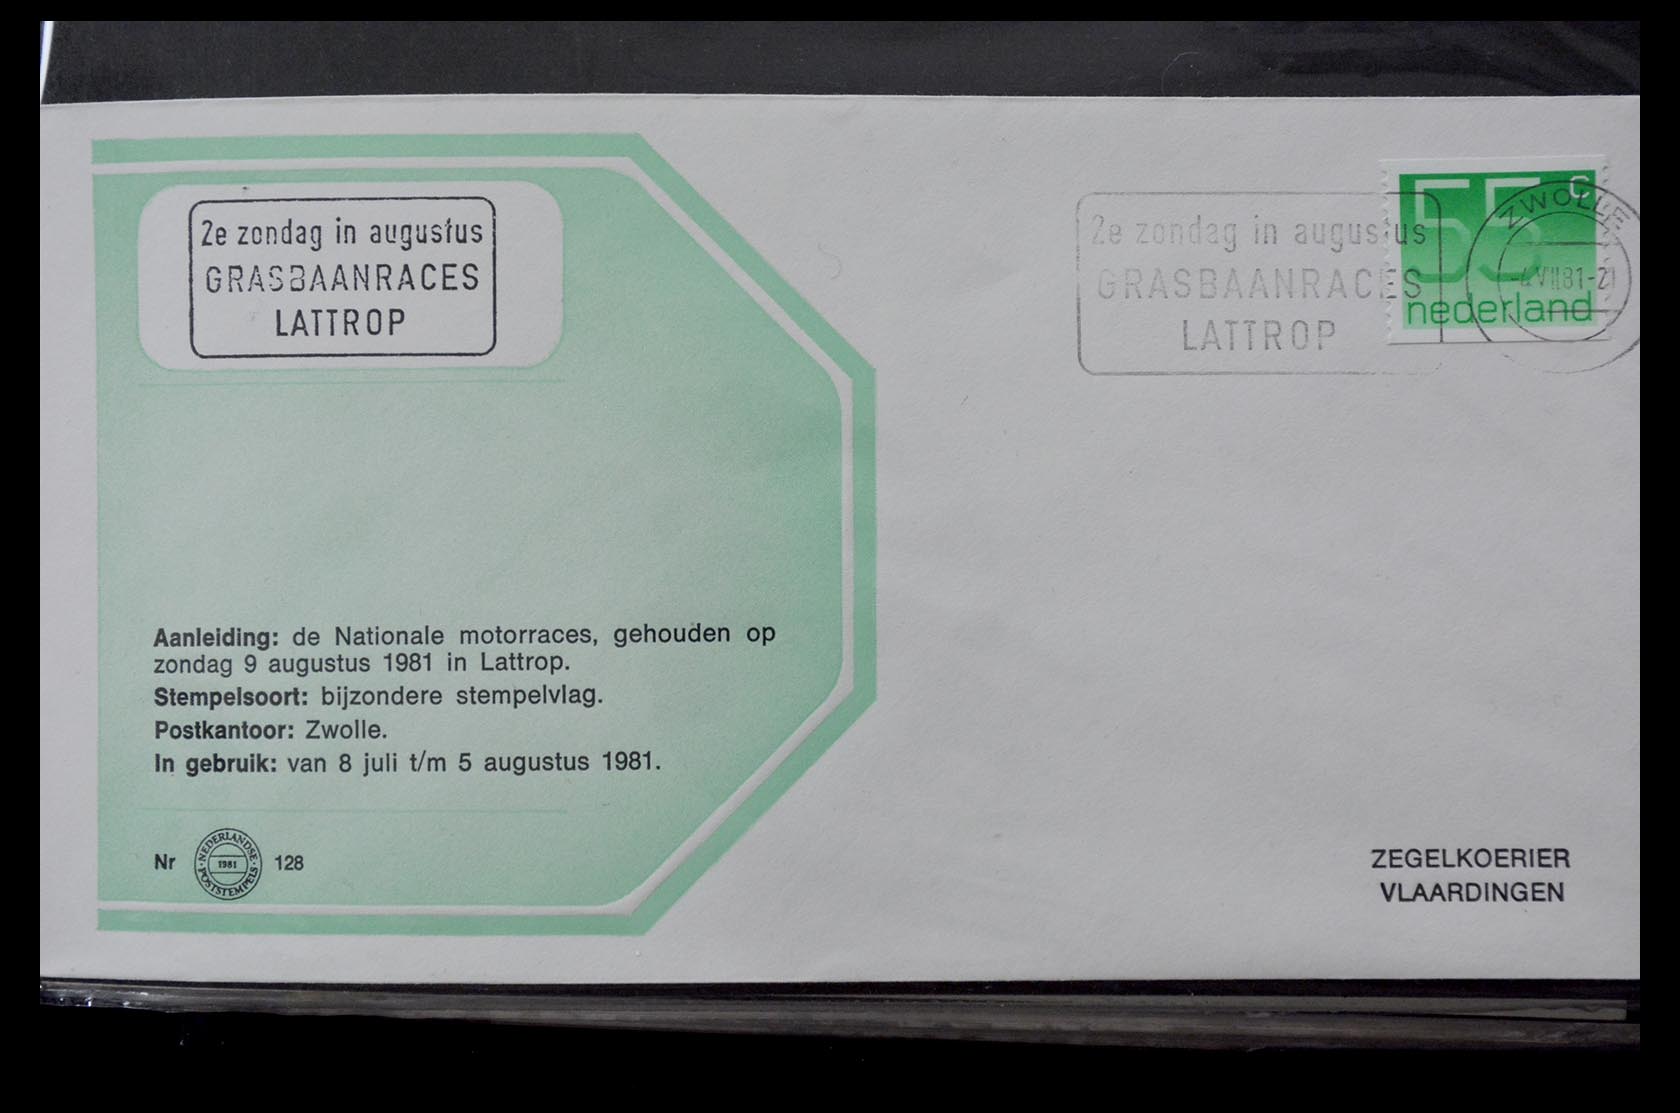 2e zondag in augustus
GRASBAANRACES
LATTROP
2e zondag in augustus
GRASBAANRACES
LATTROP
55 c
nederland
ZWOLLE
Aanleiding: de Nationale motorraces, gehouden op
zondag 9 augustus 1981 in Lattrop.
Stempelsoort: bijzondere stempelvlag.
Postkantoor: Zwolle.
In gebruik: van 8 juli t/m 5 augustus 1981.
Nr 128
NEDERLANDSE
1981
POSTSTEMPELS
ZEGELKOERIER
VLAARDINGEN